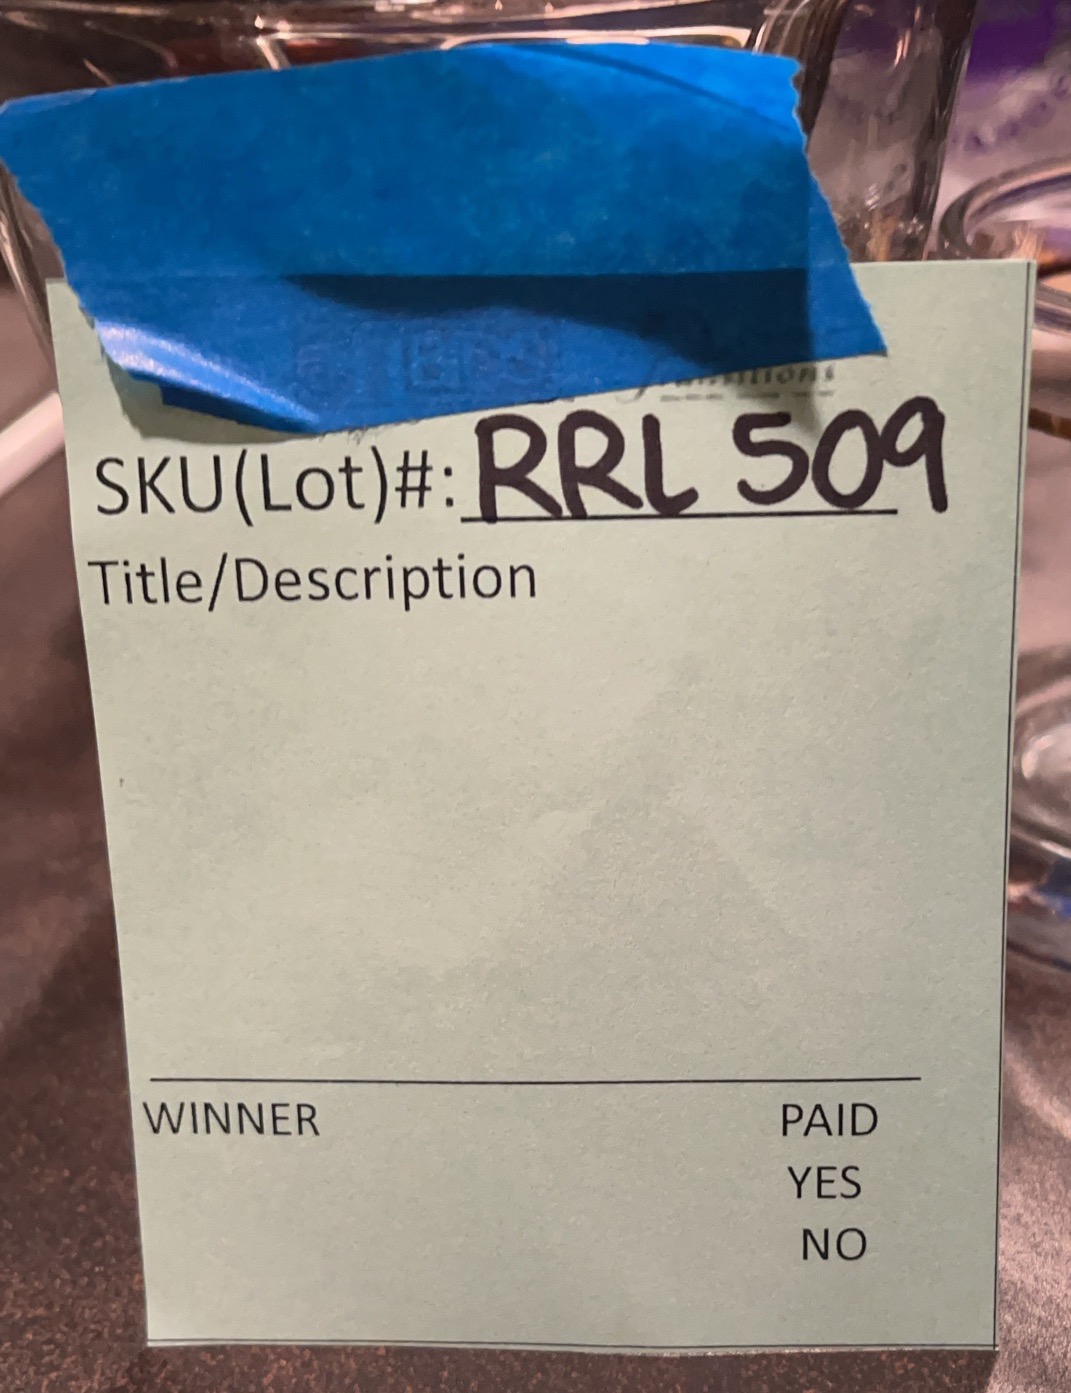 SKU(Lot)#: RRL 509
Title/Description
WINNER PAID
YES
NO